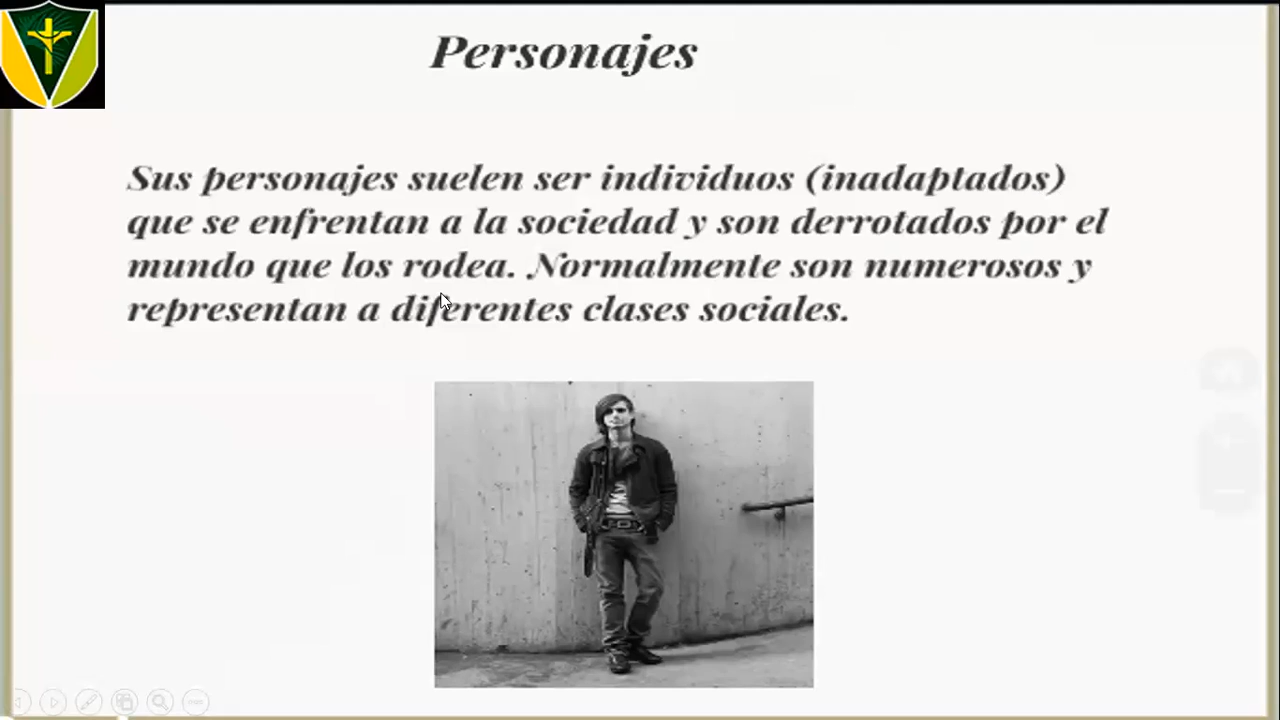 Personajes
Sus personajes suelen ser individuos (inadaptados)
que se enfrentan a la sociedad y son derrotados por el
mundo que los rodea. Normalmente son numerosos y
representan a diferentes clases sociales.